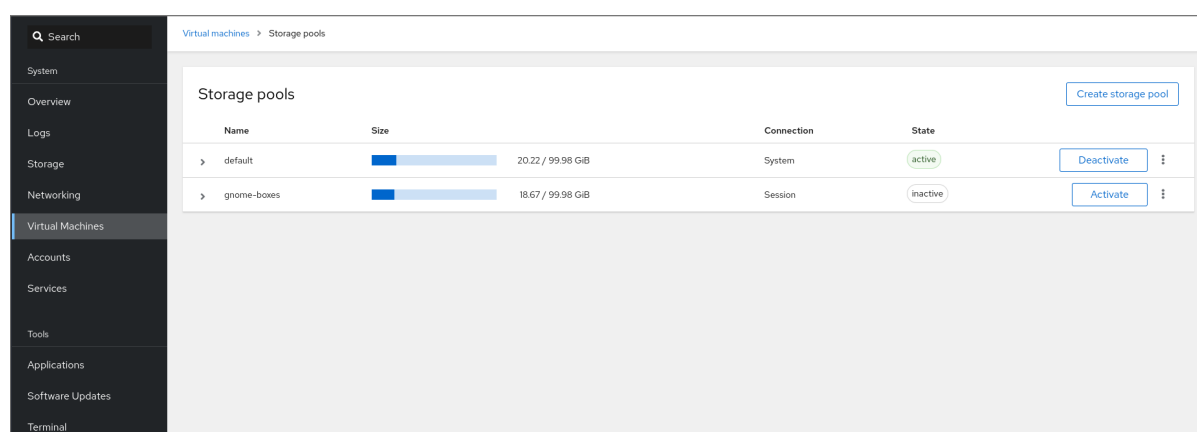 Search
Virtual machines > Storage pools
System
Overview
Logs
Storage
Networking
Virtual Machines
Accounts
Services
Tools
Applications
Software Updates
Terminal
Storage pools
Create storage pool
Name Size Connection State
default 20.22 / 99.98 GiB System active Deactivate
gnome-boxes 18.67 / 99.98 GiB Session inactive Activate